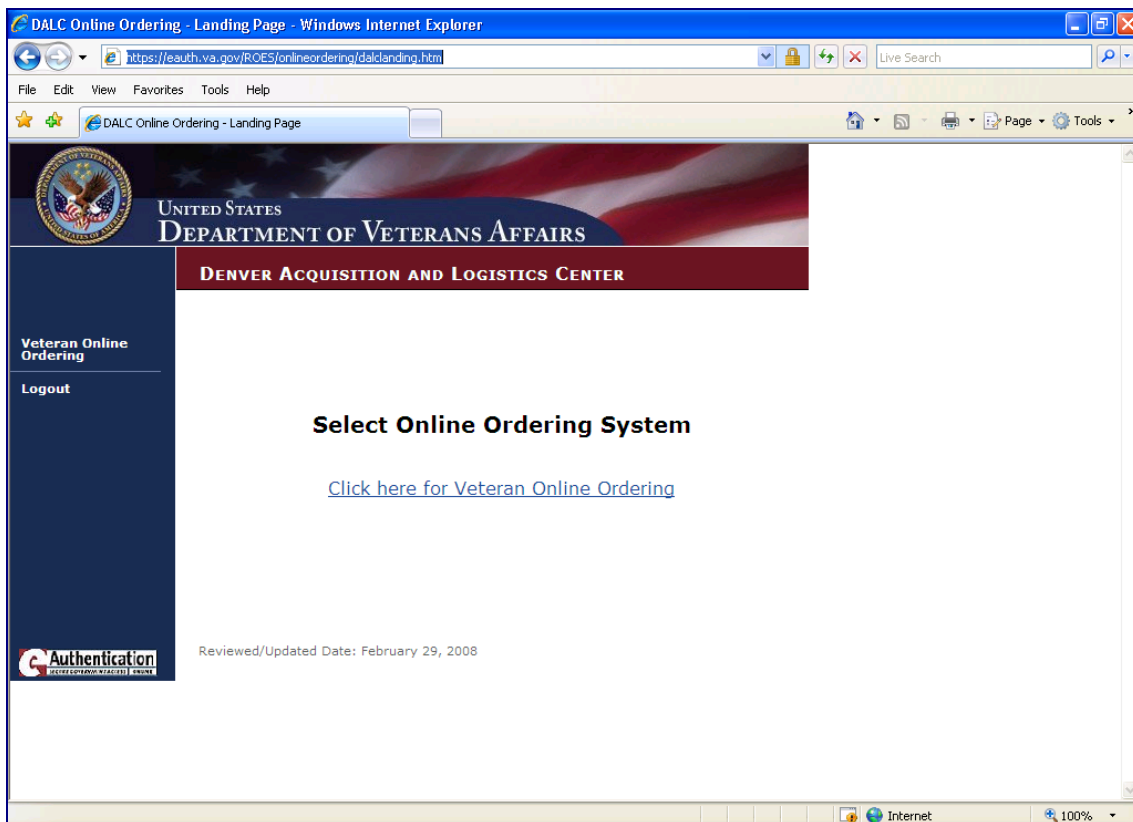 DALC Online Ordering - Landing Page - Windows Internet Explorer
https://eauth.va.gov/ROES/onlineordering/dalclanding.htm
Live Search
File Edit View Favorites Tools Help
DALC Online Ordering - Landing Page
Page Tools
UNITED STATES
DEPARTMENT OF VETERANS AFFAIRS
DENVER ACQUISITION AND LOGISTICS CENTER
Veteran Online
Ordering
Logout
Select Online Ordering System
Click here for Veteran Online Ordering
Authentication
Reviewed/Updated Date: February 29, 2008
Internet 100%